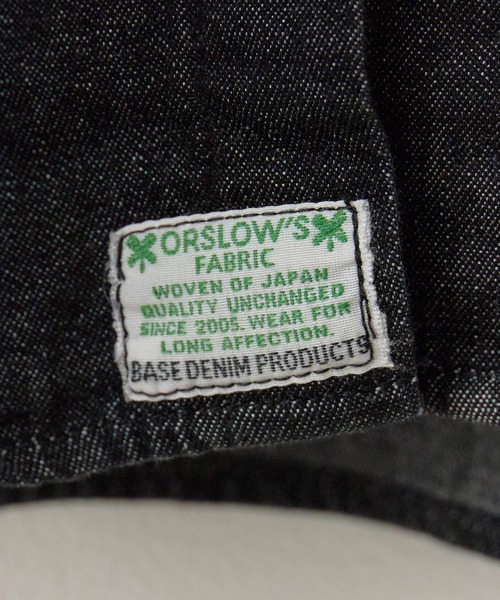 ORSLOW'S
FABRIC
WOVEN OF JAPAN
QUALITY UNCHANGED
SINCE 2005. WEAR FOR
LONG AFFECTION.
BASE DENIM PRODUCTS